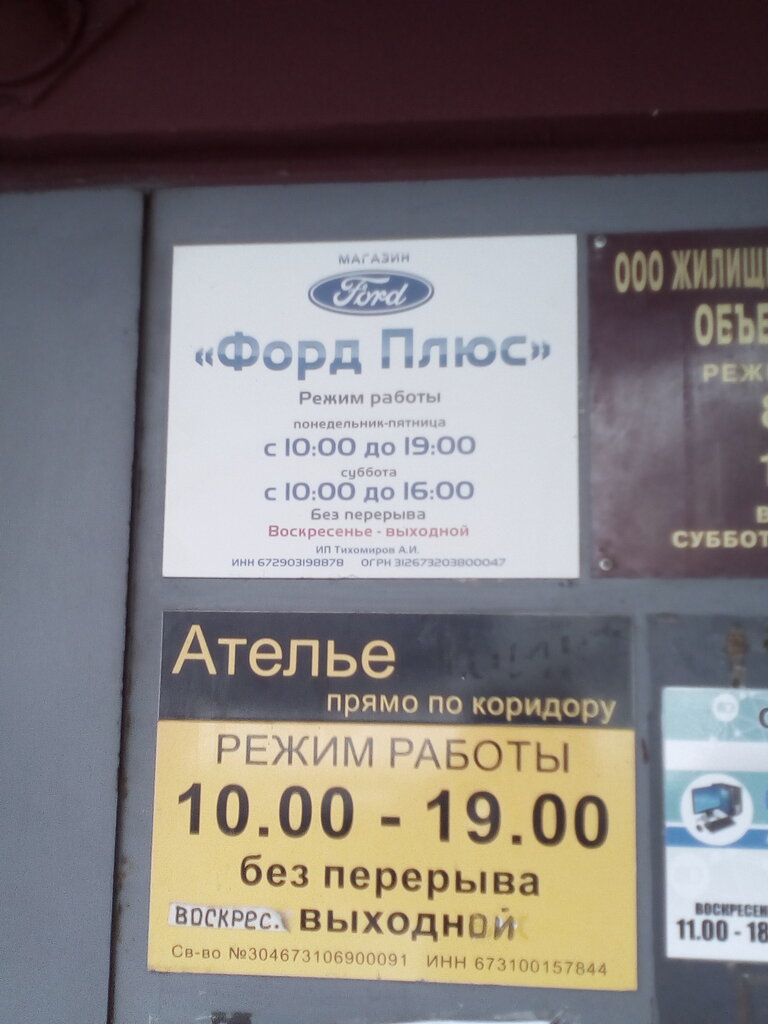 МАГАЗИН
Ford
«Форд Плюс»
Режим работы
понедельник-пятница
с 10:00 до 19:00
суббота
с 10:00 до 16:00
Без перерыва
Воскресенье - выходной
ИП Тихомиров А.И.
ИНН 672903198878 ОГРН 312673203800047
ООО ЖИЛИЩ
ОБЪЕ
РЕЖ
СУББОТ
Ателье
прямо по коридору
РЕЖИМ РАБОТЫ
10.00 - 19.00
без перерыва
ВОСКРЕС. выходной
Св-во №304673106900091 ИНН 673100157844
ВОСКРЕСЕН
11.00 - 18